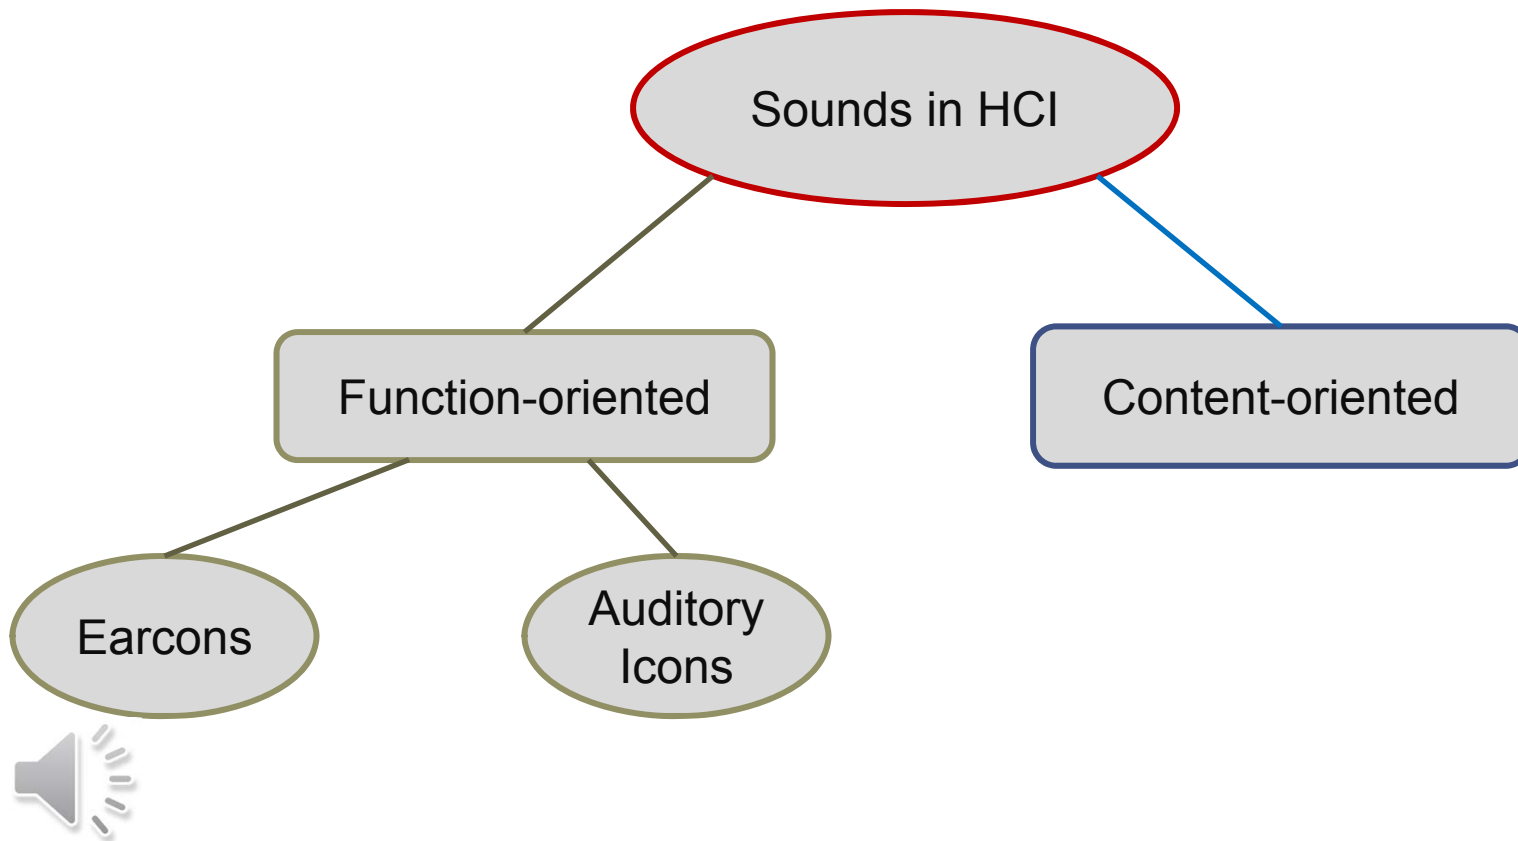 Sounds in HCI
Function-oriented
Content-oriented
Earcons
Auditory
Icons